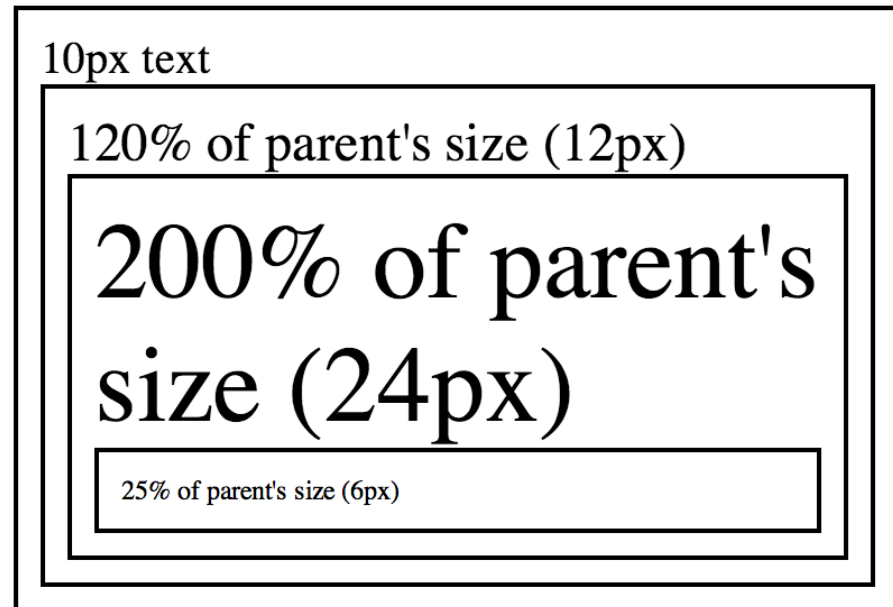 10px text
120% of parent's size (12px)
200% of parent's
size (24px)
25% of parent's size (6px)